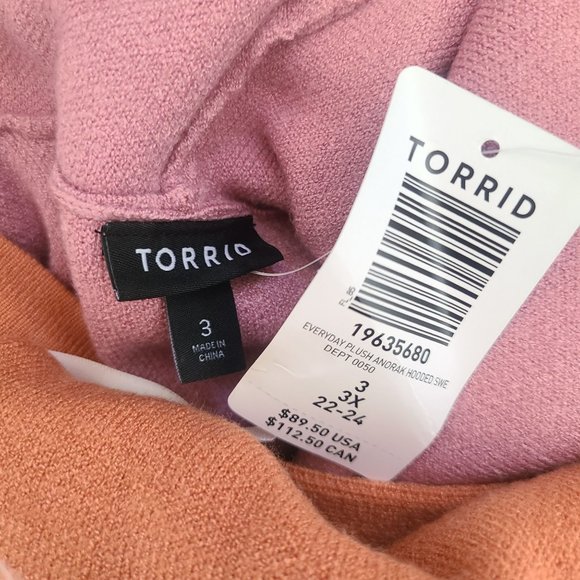 TORRID
3
MADE IN
CHINA
TORRID
19635680
EVERYDAY PLUSH ANORAK HOODED SWE
DEPT 0050
3
3X
22-24
$89.50 USA
$112.50 CAN